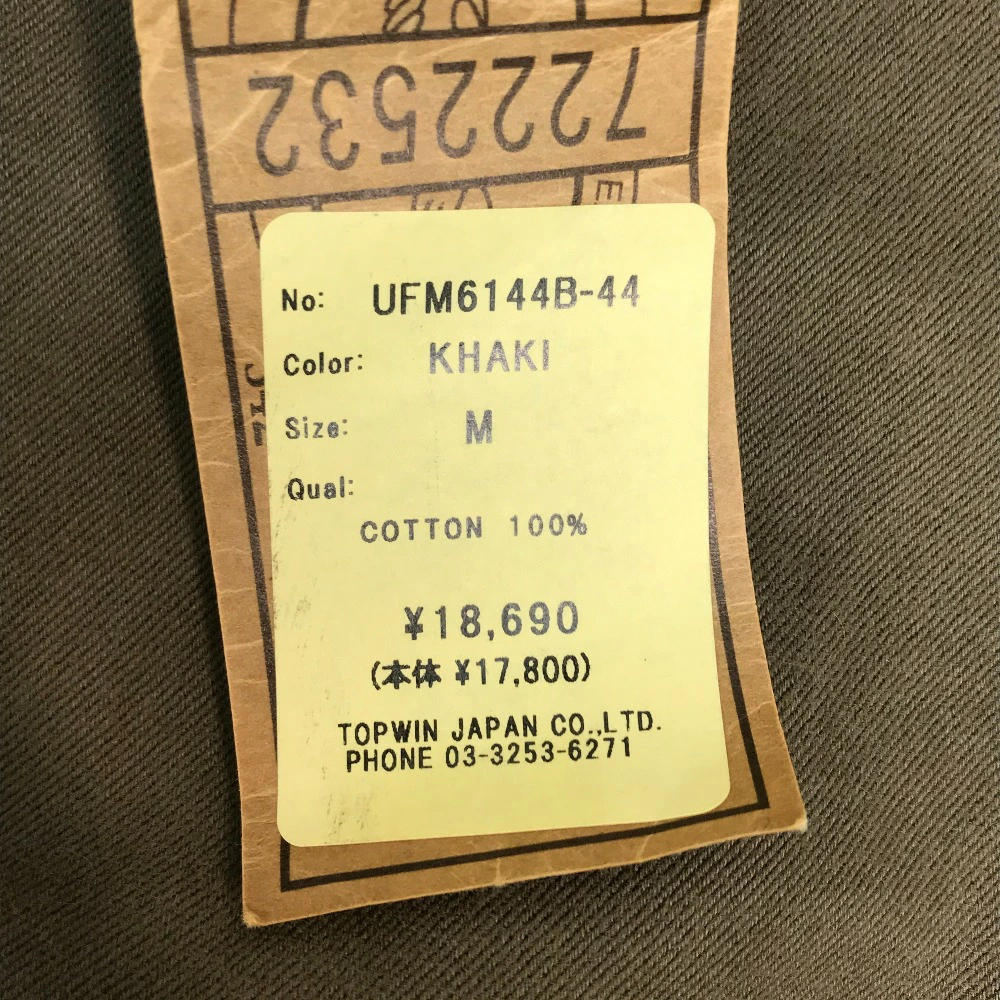 7222532
No: UFM6144B-44
Color: KHAKI
Size: M
Qual:
COTTON 100%
¥18,690
(本体 ¥17,800)
TOPWIN JAPAN CO.,LTD.
PHONE 03-3253-6271